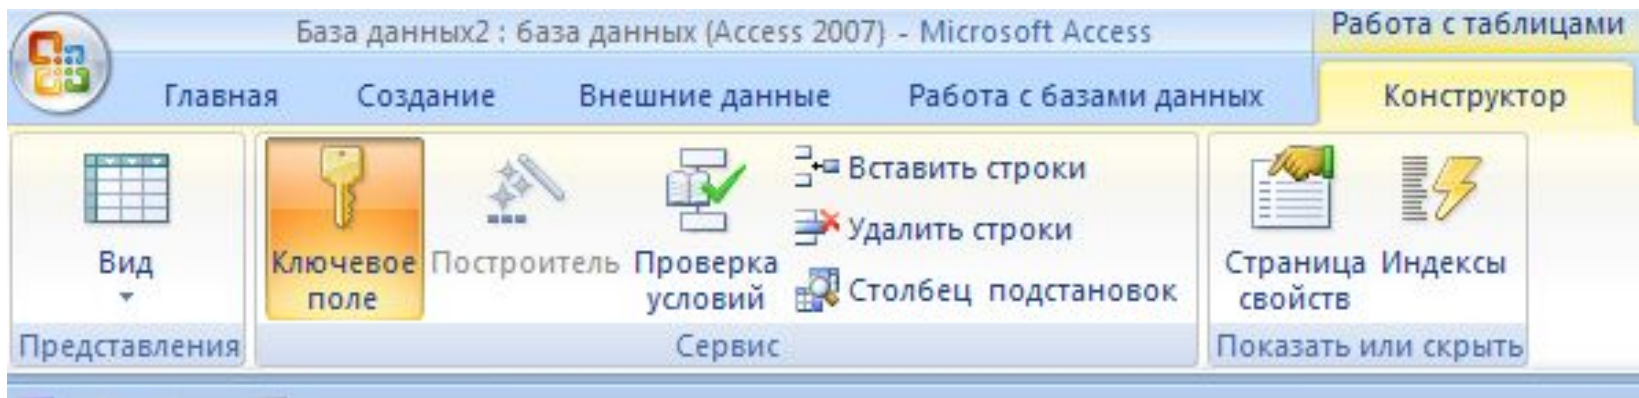 База данных2 : база данных (Access 2007) - Microsoft Access
Работа с таблицами
Главная
Создание
Внешние данные
Работа с базами данных
Конструктор
Вид
Ключевое
поле
Построитель
Проверка
условий
Вставить строки
Удалить строки
Столбец подстановок
Страница
свойств
Индексы
Представления
Сервис
Показать или скрыть